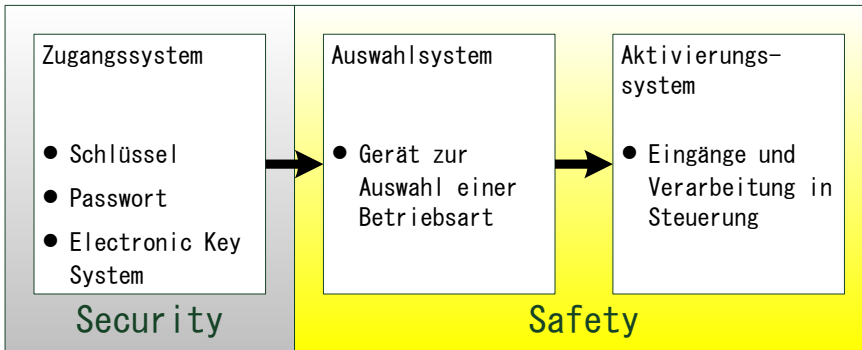 Zugangssystem
● Schlüssel
● Passwort
● Electronic Key
System
Auswahlsystem
● Gerät zur
Auswahl einer
Betriebsart
Aktivierungs-
system
● Eingänge und
Verarbeitung in
Steuerung
Security
Safety